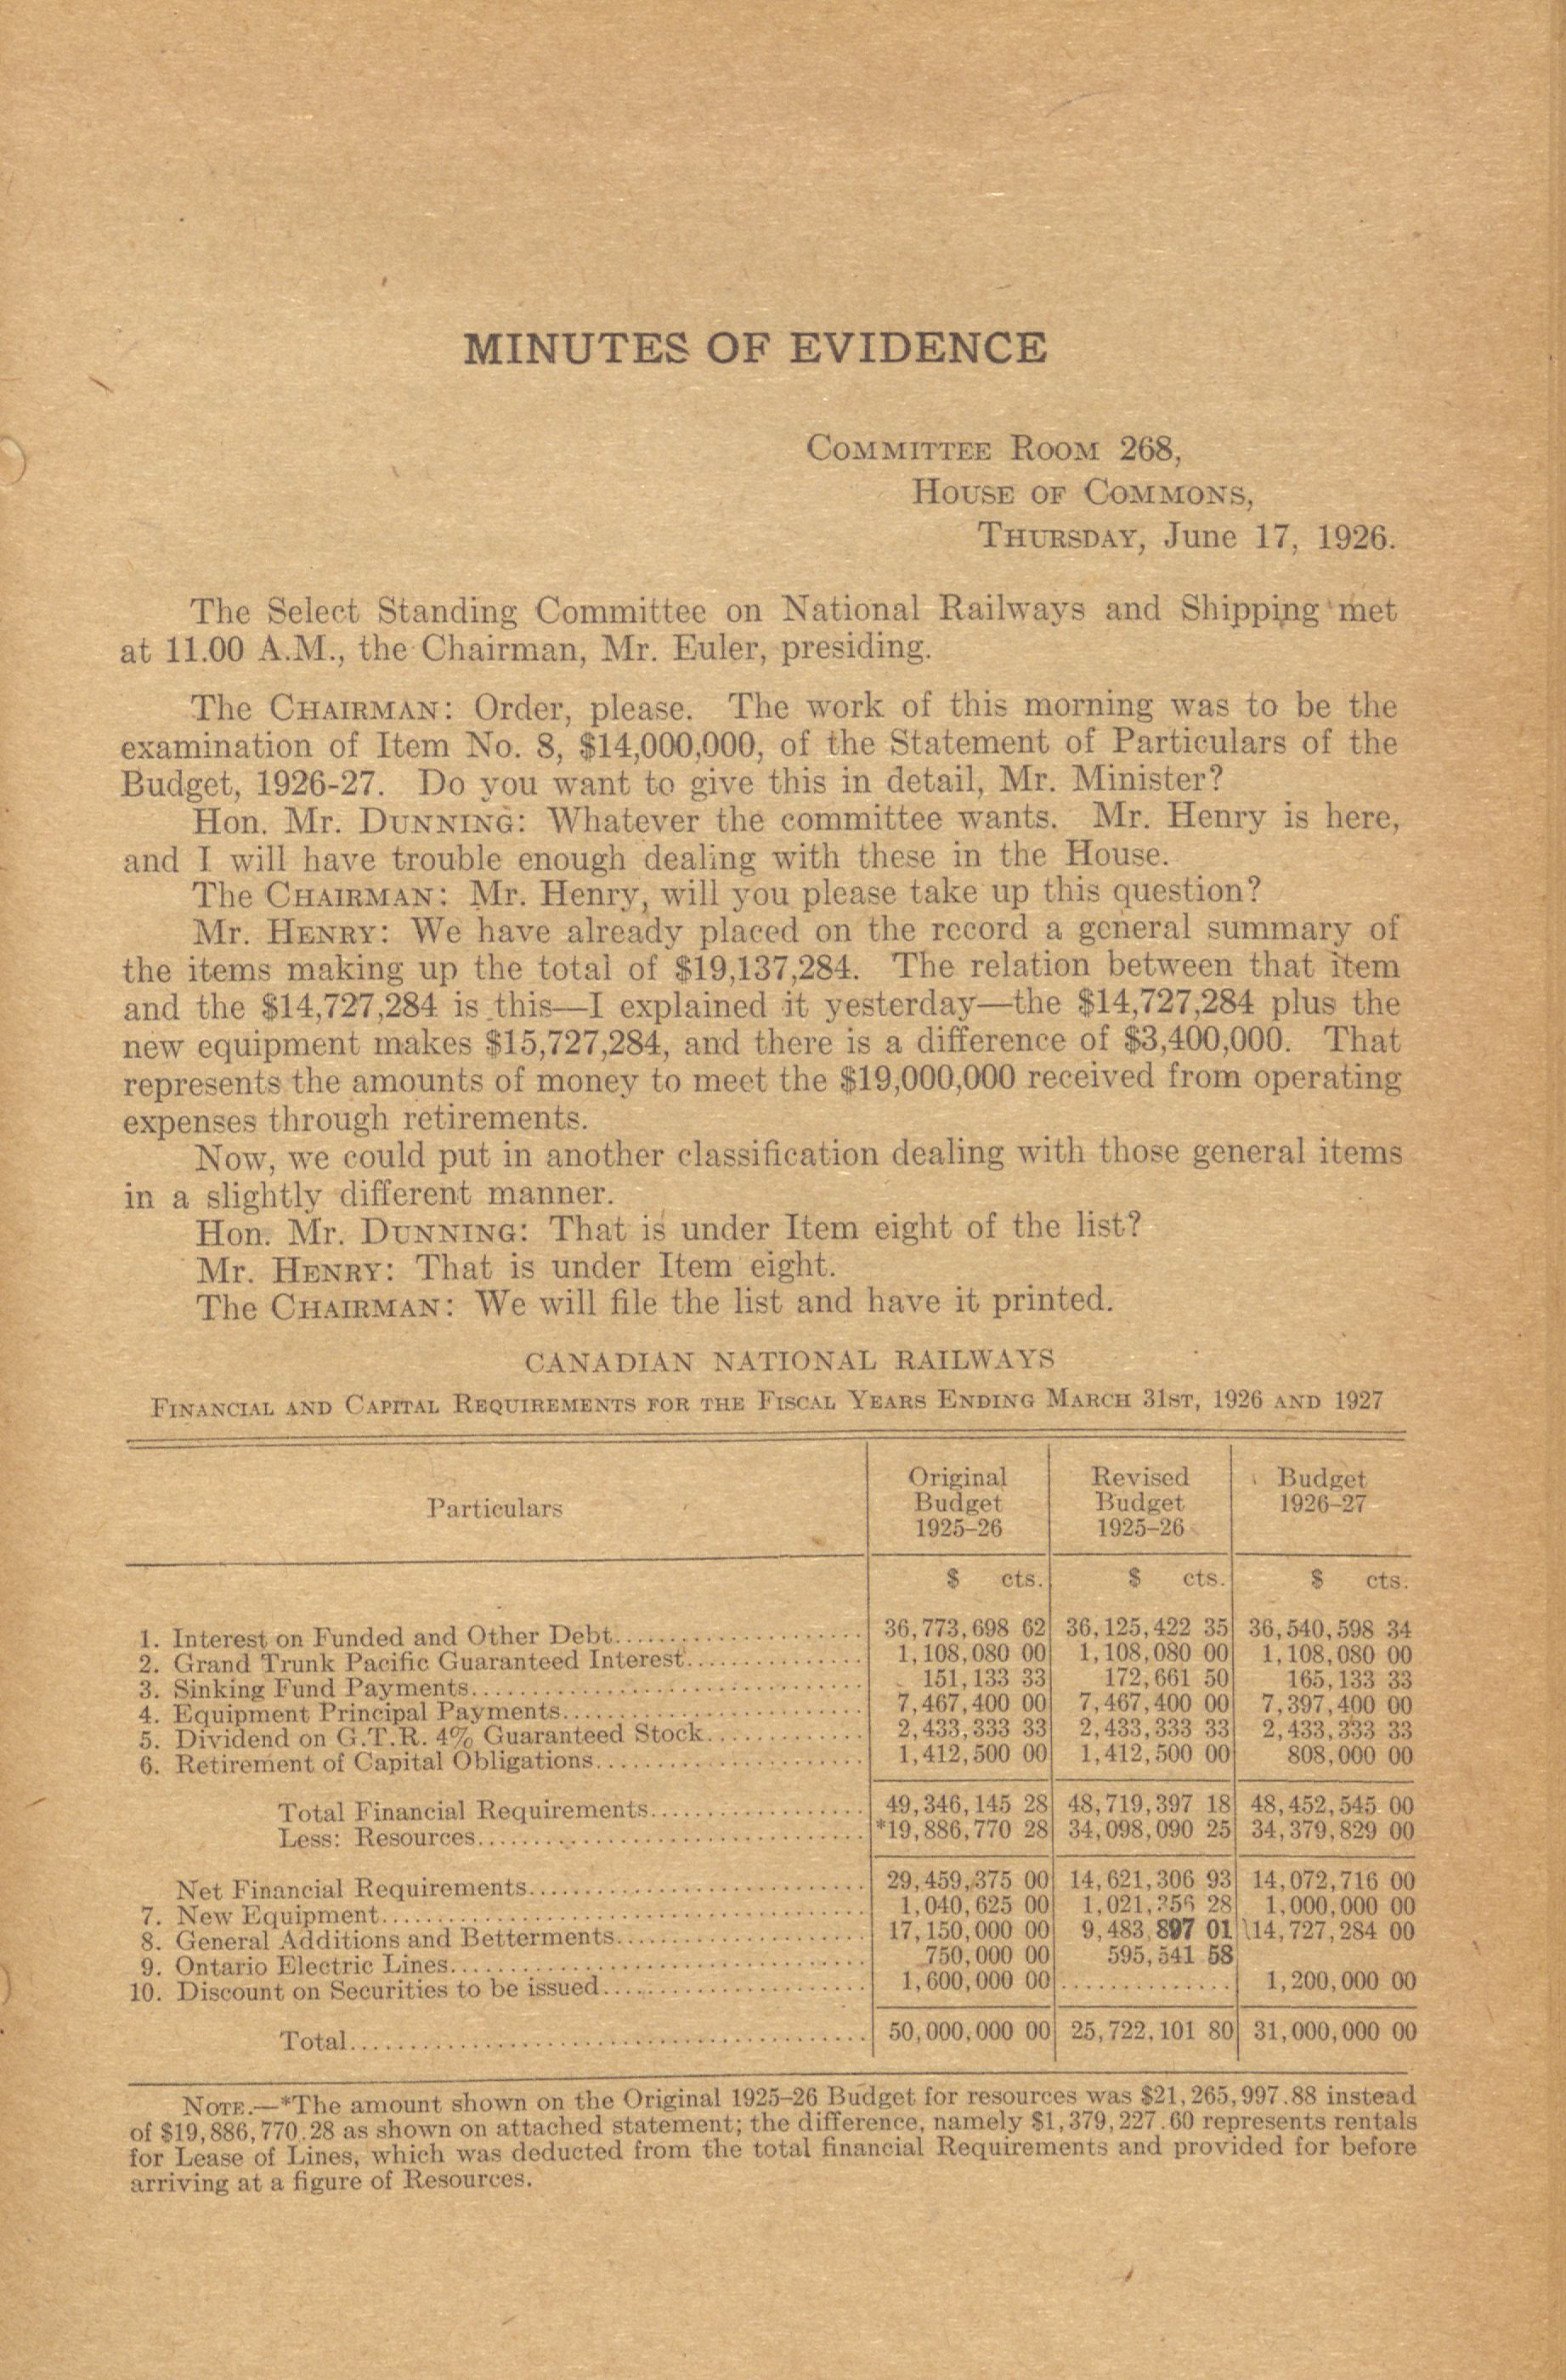 MINUTES OF EVIDENCE
COMMITTEE ROOM 268,
HOUSE OF COMMONS,
THURSDAY, June 17, 1926.
The Select Standing Committee on National Railways and Shipping met
at 11.00 A.M., the Chairman, Mr. Euler, presiding.
The CHAIRMAN: Order, please. The work of this morning was to be the
examination of Item No. 8, $14,000,000, of the Statement of Particulars of the
Budget, 1926-27. Do you want to give this in detail, Mr. Minister?
Hon. Mr. DUNNING: Whatever the committee wants. Mr. Henry is here,
and I will have trouble enough dealing with these in the House.
The CHAIRMAN: Mr. Henry, will you please take up this question?
Mr. HENRY: We have already placed on the record a general summary of
the items making up the total of $19,137,284. The relation between that item
and the $14,727,284 is this—I explained it yesterday—the $14,727,284 plus the
new equipment makes $15,727,284, and there is a difference of $3,400,000. That
represents the amounts of money to meet the $19,000,000 received from operating
expenses through retirements.
Now, we could put in another classification dealing with those general items
in a slightly different manner.
Hon. Mr. DUNNING: That is under Item eight of the list?
Mr. HENRY: That is under Item eight.
The CHAIRMAN: We will file the list and have it printed.
CANADIAN NATIONAL RAILWAYS
FINANCIAL AND CAPITAL REQUIREMENTS FOR THE FISCAL YEARS ENDING MARCH 31ST, 1926 AND 1927
Particulars Original Budget 1925–26 Revised Budget 1925–26 Budget 1926–27
$ cts. $ cts. $ cts.
1. Interest on Funded and Other Debt 36,773,698 62 36,125,422 35 36,540,598 34
2. Grand Trunk Pacific Guaranteed Interest 1,108,080 00 1,108,080 00 1,108,080 00
3. Sinking Fund Payments 151,133 33 172,661 50 165,133 33
4. Equipment Principal Payments 7,467,400 00 7,467,400 00 7,397,400 00
5. Dividend on G.T.R. 4% Guaranteed Stock 2,433,333 33 2,433,333 33 2,433,333 33
6. Retirement of Capital Obligations 1,412,500 00 1,412,500 00 808,000 00
Total Financial Requirements 49,346,145 28 48,719,397 18 48,452,545 00
Less: Resources *19,886,770 28 34,098,090 25 34,379,829 00
Net Financial Requirements 29,459,375 00 14,621,306 93 14,072,716 00
7. New Equipment 1,040,625 00 1,021,356 28 1,000,000 00
8. General Additions and Betterments 17,150,000 00 9,483,897 01 14,727,284 00
9. Ontario Electric Lines 750,000 00 595,541 58
10. Discount on Securities to be issued 1,600,000 00 1,200,000 00
Total 50,000,000 00 25,722,101 80 31,000,000 00
NOTE.—*The amount shown on the Original 1925–26 Budget for resources was $21,265,997.88 instead
of $19,886,770.28 as shown on attached statement; the difference, namely $1,379,227.60 represents rentals
for Lease of Lines, which was deducted from the total financial Requirements and provided for before
arriving at a figure of Resources.